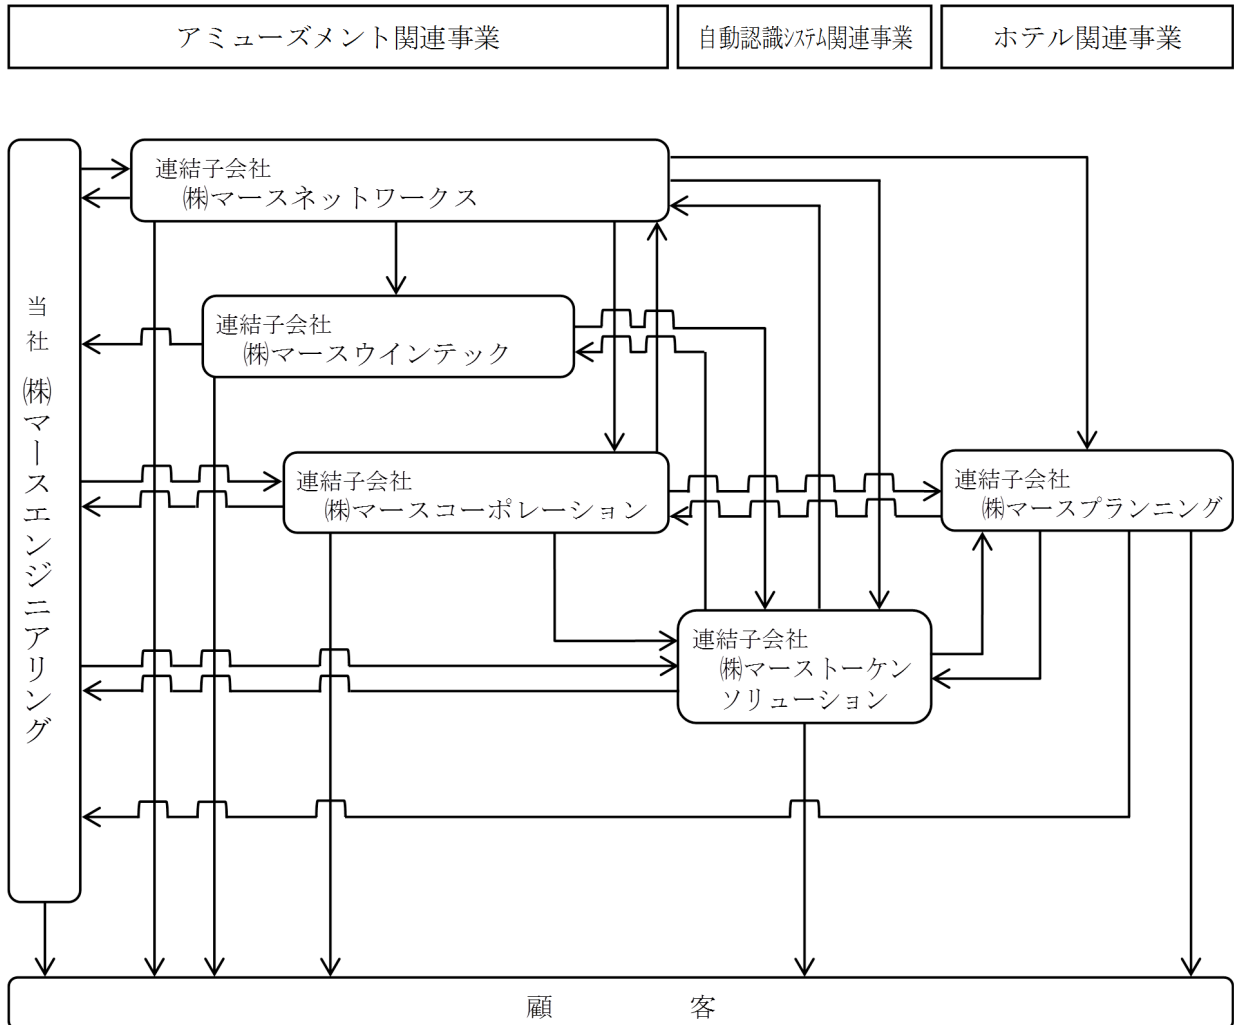 アミューズメント関連事業
自動認識システム関連事業
ホテル関連事業
当社 ㈱マースエンジニアリング
連結子会社
㈱マースネットワークス
連結子会社
㈱マースウインテック
連結子会社
㈱マースコーポレーション
連結子会社
㈱マースプランニング
連結子会社
㈱マーストーケン
ソリューション
顧客